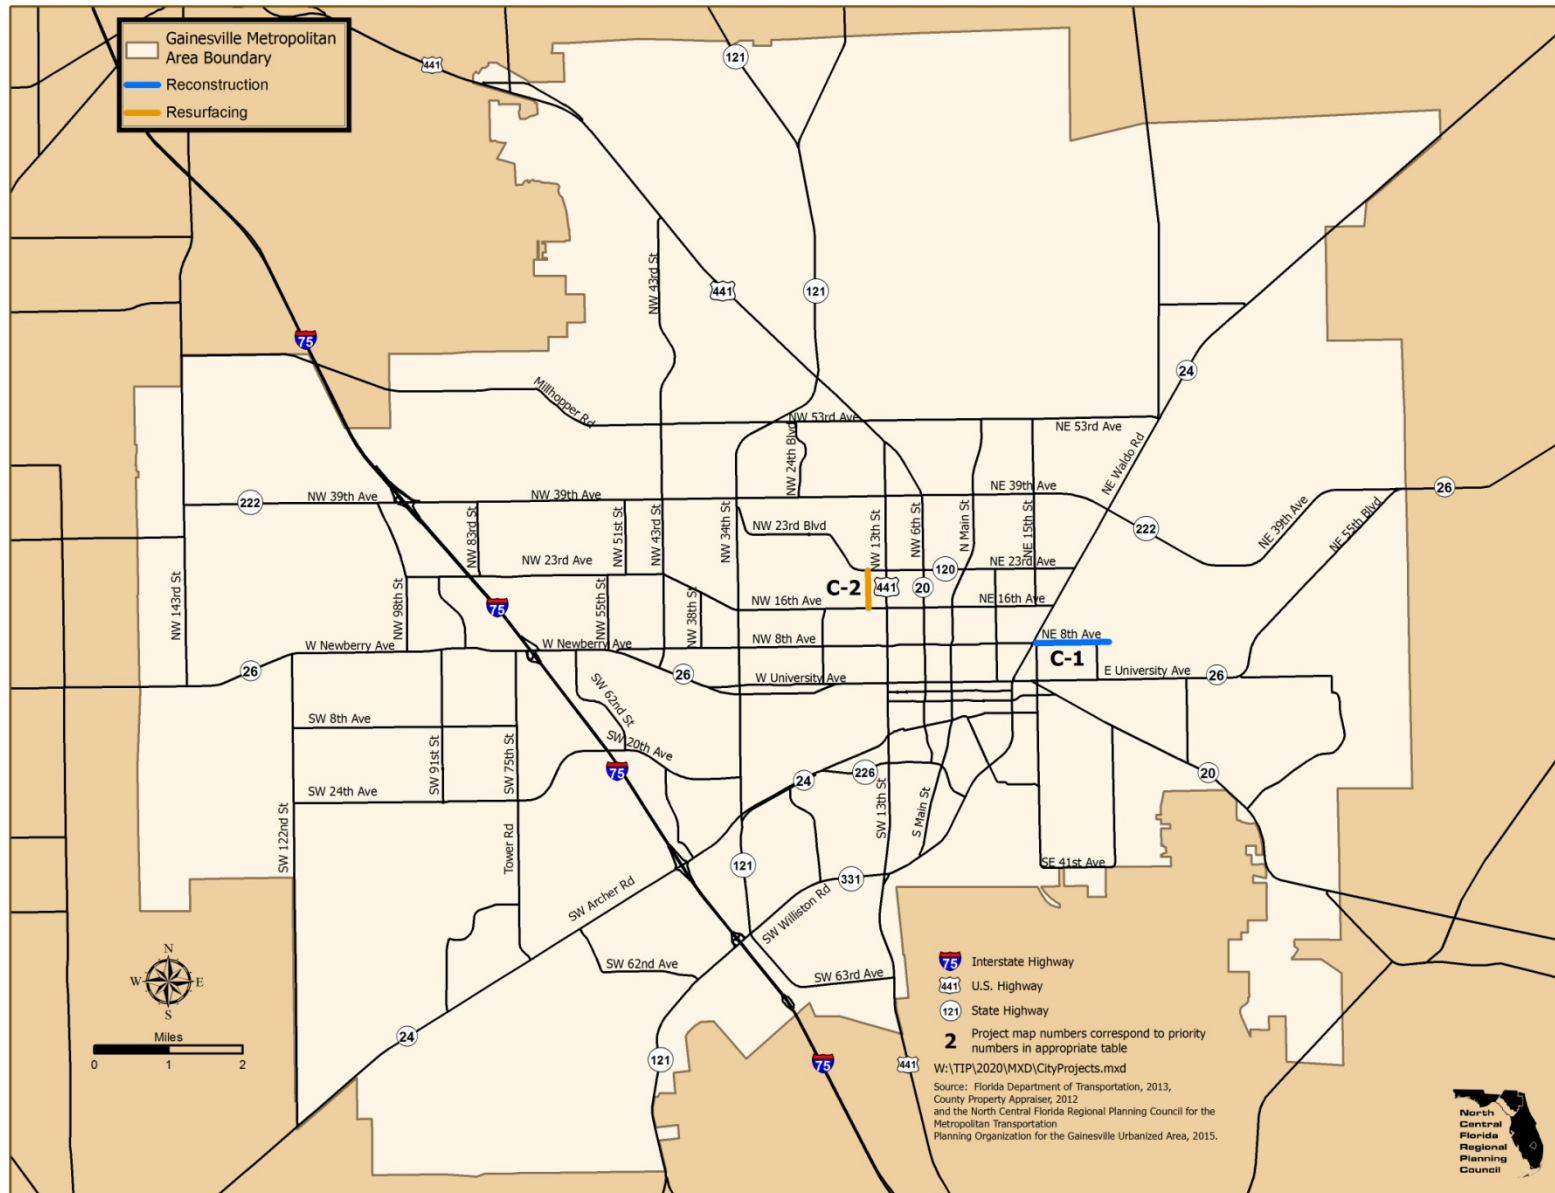 Gainesville Metropolitan
Area Boundary
Reconstruction
Resurfacing
441
121
75
441
121
24
NW 43rd St
Millhopper Rd
NW 53rd Ave
NE 53rd Ave
NW 24th Blvd
NE Waldo Rd
222
NW 39th Ave
NW 39th Ave
NE 39th Ave
26
222
NE 39th Ave
NE 55th Blvd
NW 83rd St
NW 51st St
NW 43rd St
NW 34th St
NW 23rd Blvd
NW 13th St
NW 6th St
N Main St
NE 15th St
NW 23rd Ave
120
NE 23rd Ave
C-2
441
20
NW 143rd St
NW 98th St
75
NW 55th St
NW 38th St
NW 16th Ave
NE 16th Ave
W Newberry Ave
W Newberry Ave
NW 8th Ave
NE 8th Ave
C-1
26
26
W University Ave
E University Ave
26
SW 62nd St
SW 8th Ave
SW 20th Ave
SW 91st St
SW 75th St
75
24
226
20
SW 24th Ave
SW 122nd St
Tower Rd
SW 13th St
S Main St
121
331
SE 41st Ave
SW Archer Rd
SW Williston Rd
SW 62nd Ave
SW 63rd Ave
N
W
E
S
Miles
0
1
2
24
121
75
441
75
Interstate Highway
441
U.S. Highway
121
State Highway
2
Project map numbers correspond to priority
numbers in appropriate table
W:\TIP\2020\MXD\CityProjects.mxd
Source: Florida Department of Transportation, 2013,
County Property Appraiser, 2012
and the North Central Florida Regional Planning Council for the
Metropolitan Transportation
Planning Organization for the Gainesville Urbanized Area, 2015.
North
Central
Florida
Regional
Planning
Council